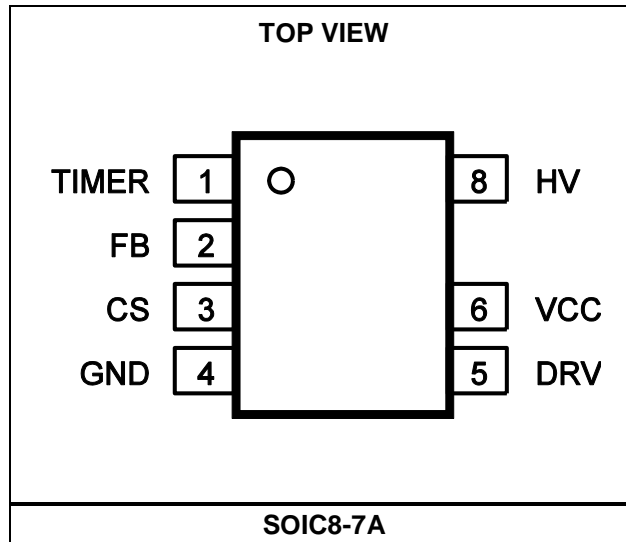 TOP VIEW
TIMER 1 8 HV
FB 2
CS 3 6 VCC
GND 4 5 DRV
SOIC8-7A